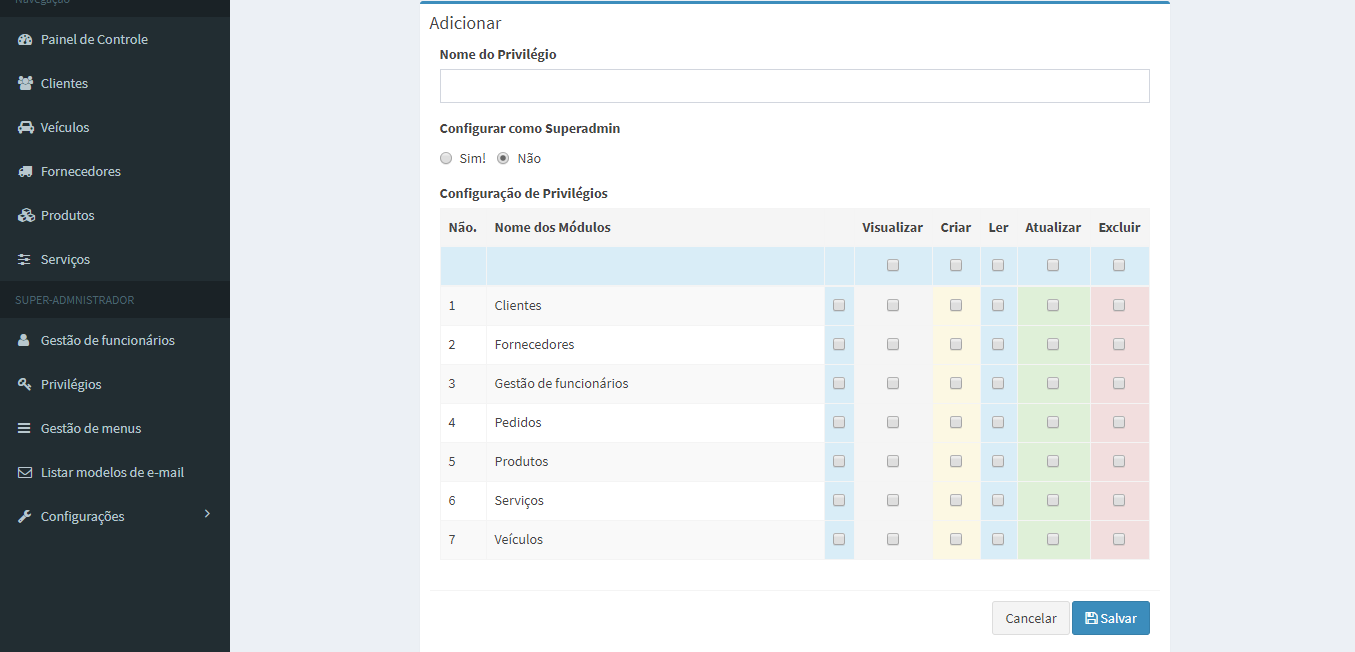 Navegação
Painel de Controle
Clientes
Veículos
Fornecedores
Produtos
Serviços
SUPER-ADMNISTRADOR
Gestão de funcionários
Privilégios
Gestão de menus
Listar modelos de e-mail
Configurações
Adicionar
Nome do Privilégio
Configurar como Superadmin
Sim! Não
Configuração de Privilégios
Não. Nome dos Módulos Visualizar Criar Ler Atualizar Excluir
1 Clientes
2 Fornecedores
3 Gestão de funcionários
4 Pedidos
5 Produtos
6 Serviços
7 Veículos
Cancelar Salvar